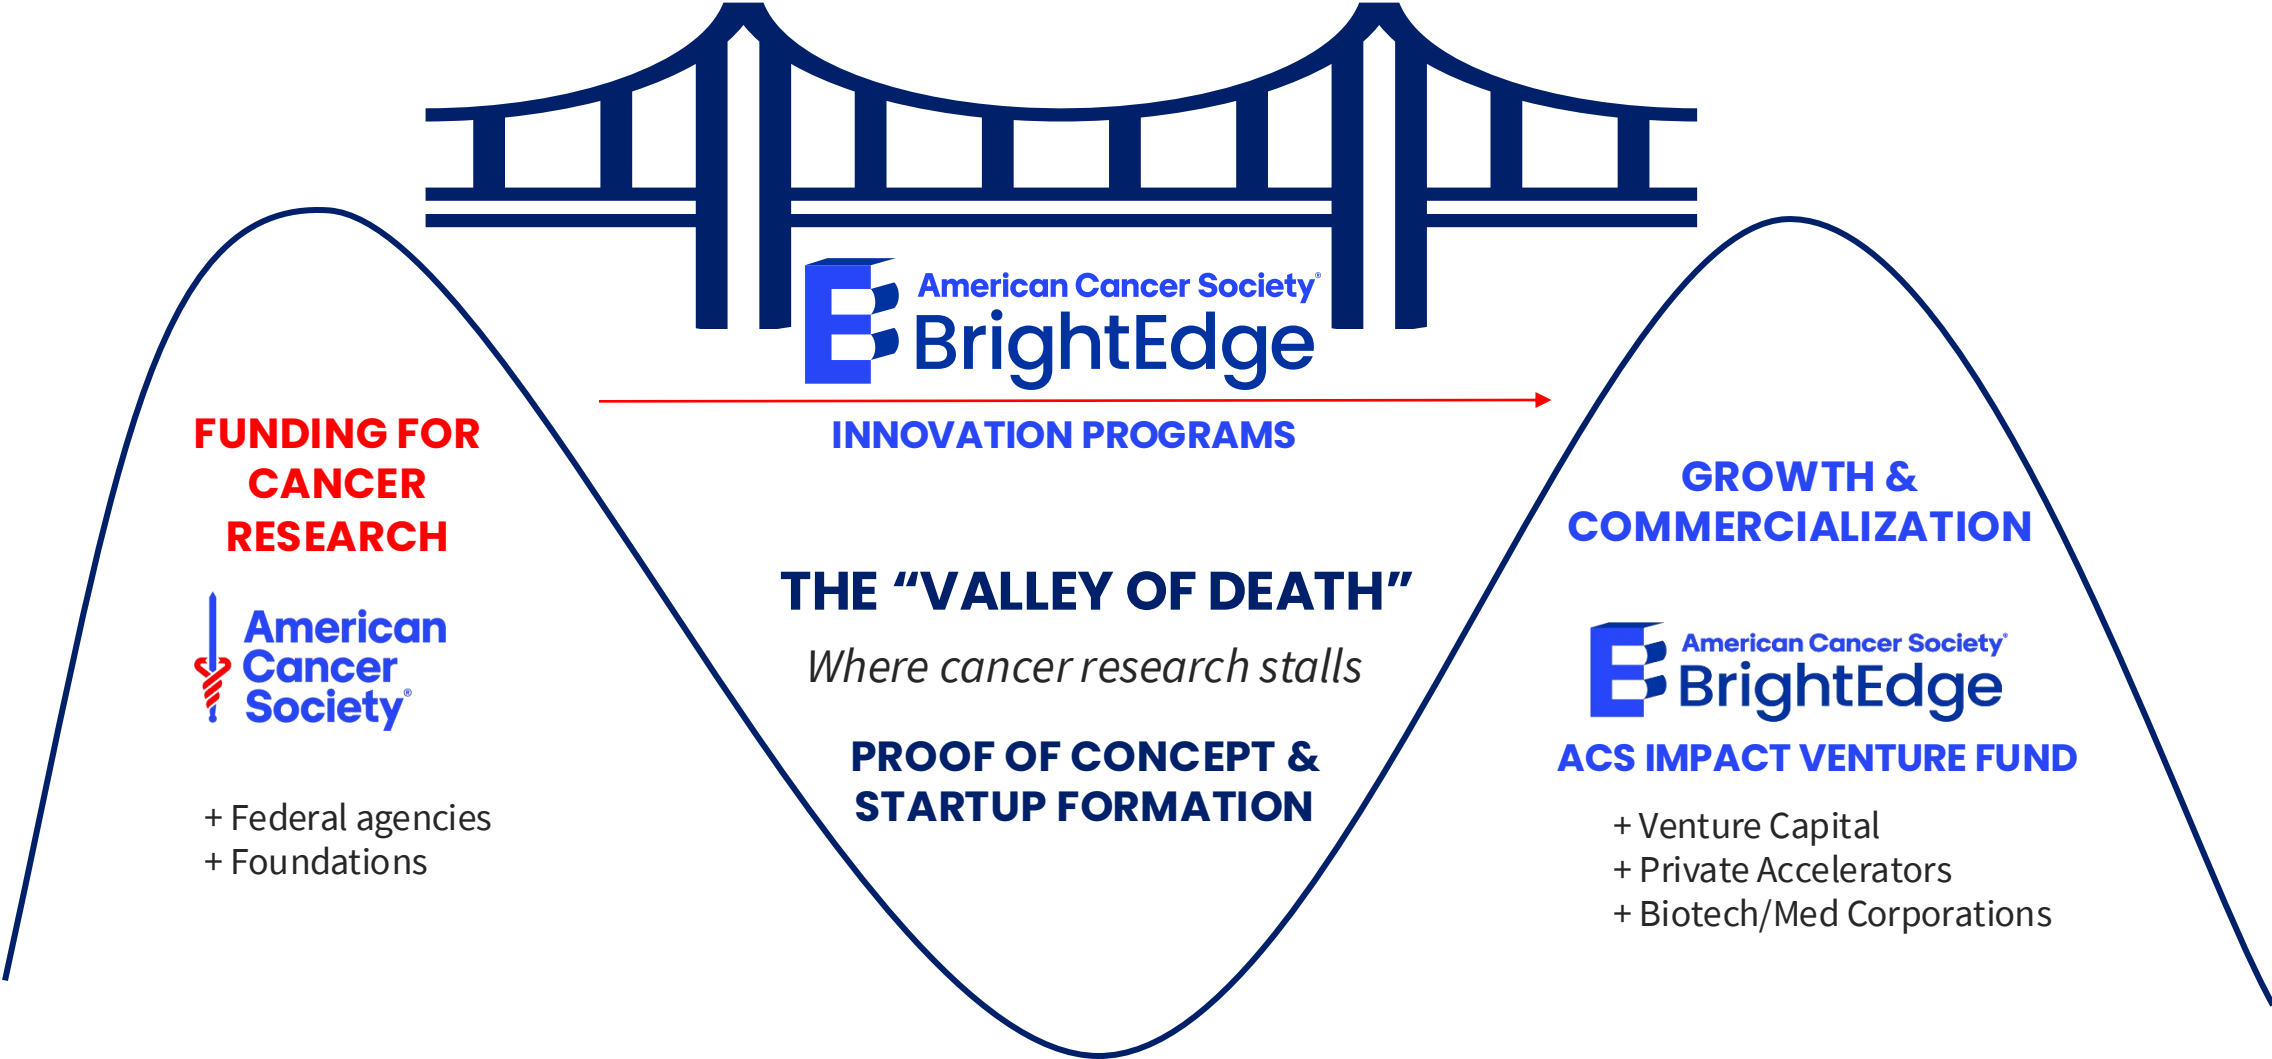 American Cancer Society®
BrightEdge
INNOVATION PROGRAMS
FUNDING FOR
CANCER
RESEARCH
American
Cancer
Society®
+ Federal agencies
+ Foundations
THE “VALLEY OF DEATH”
Where cancer research stalls
PROOF OF CONCEPT &
STARTUP FORMATION
GROWTH &
COMMERCIALIZATION
American Cancer Society®
BrightEdge
ACS IMPACT VENTURE FUND
+ Venture Capital
+ Private Accelerators
+ Biotech/Med Corporations